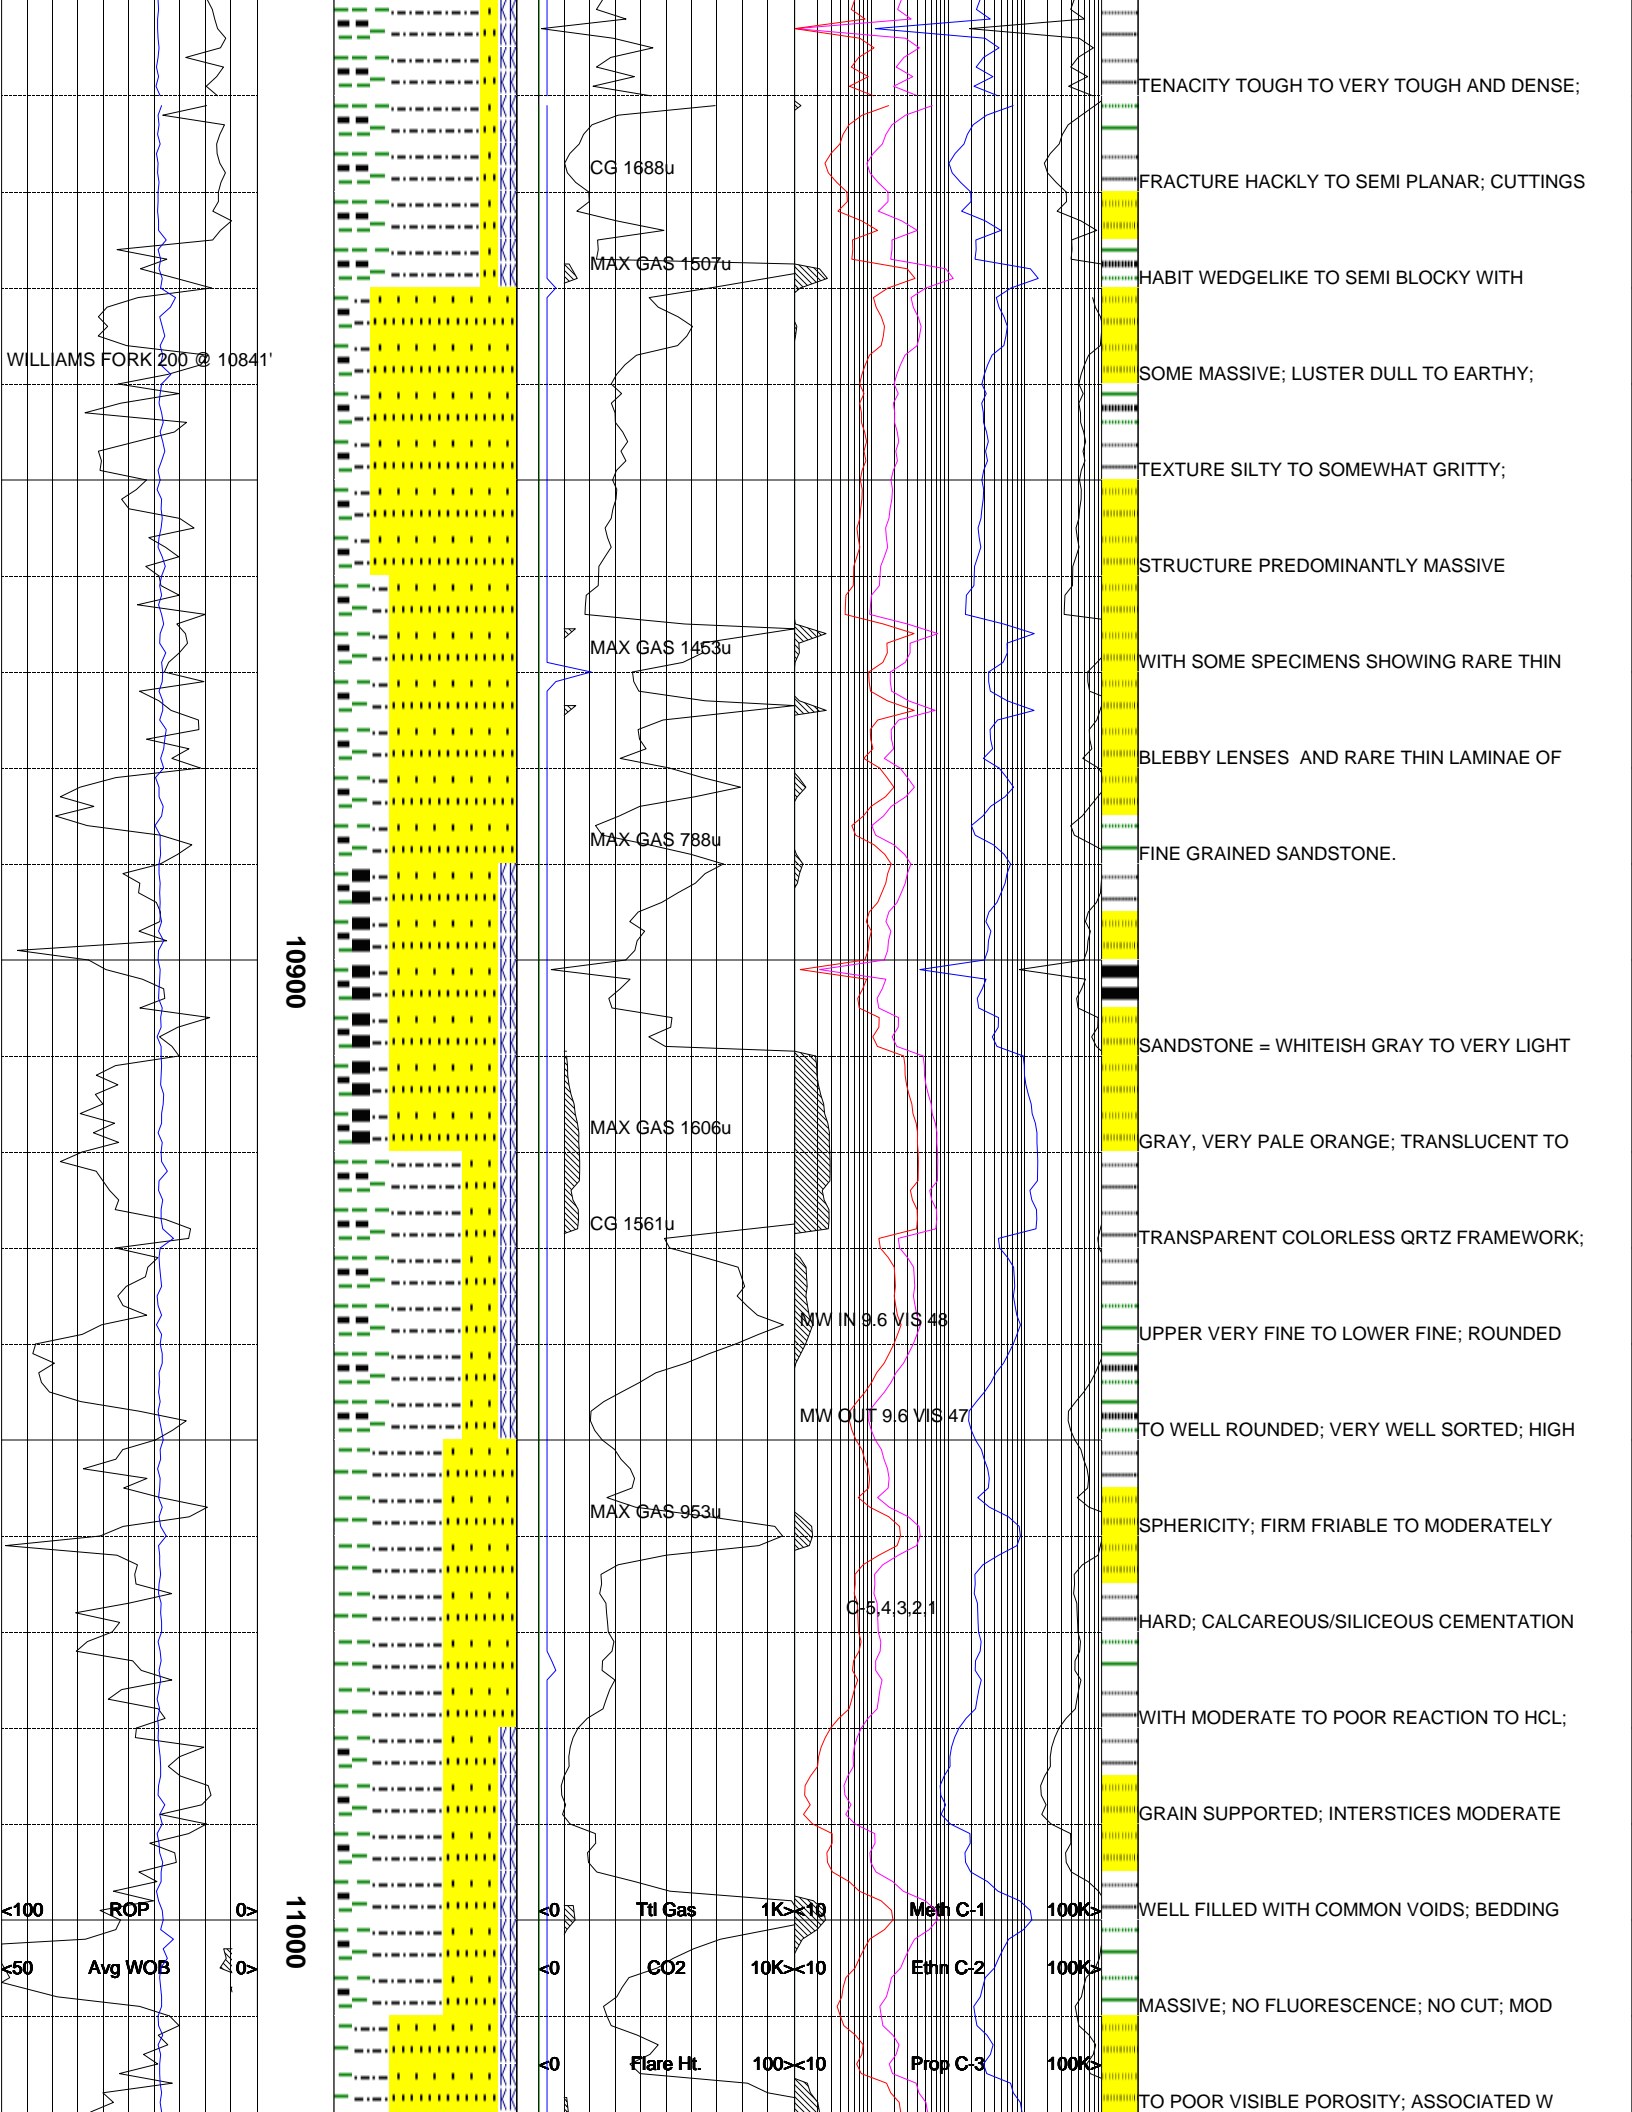 TENACITY TOUGH TO VERY TOUGH AND DENSE;
CG 1688u
FRACTURE HACKLY TO SEMI PLANAR; CUTTINGS
MAX GAS 1507u
HABIT WEDGELIKE TO SEMI BLOCKY WITH
WILLIAMS FORK 200 @ 10841'
SOME MASSIVE; LUSTER DULL TO EARTHY;
TEXTURE SILTY TO SOMEWHAT GRITTY;
STRUCTURE PREDOMINANTLY MASSIVE
MAX GAS 1453u
WITH SOME SPECIMENS SHOWING RARE THIN
BLEBBY LENSES  AND RARE THIN LAMINAE OF
MAX GAS 788u
FINE GRAINED SANDSTONE.
10900
SANDSTONE = WHITEISH GRAY TO VERY LIGHT
MAX GAS 1606u
GRAY, VERY PALE ORANGE; TRANSLUCENT TO
CG 1561u
TRANSPARENT COLORLESS QRTZ FRAMEWORK;
MW IN 9.6 VIS 48
UPPER VERY FINE TO LOWER FINE; ROUNDED
MW OUT 9.6 VIS 47
TO WELL ROUNDED; VERY WELL SORTED; HIGH
MAX GAS 953u
SPHERICITY; FIRM FRIABLE TO MODERATELY
C-5,4,3,2,1
HARD; CALCAREOUS/SILICEOUS CEMENTATION
WITH MODERATE TO POOR REACTION TO HCL;
GRAIN SUPPORTED; INTERSTICES MODERATE
<100 ROP 0> <0 Ttl Gas 1K> <10 Meth C-1 100K>
WELL FILLED WITH COMMON VOIDS; BEDDING
11000
<50 Avg WOB 0> <0 CO2 10K> <10 Ethn C-2 100K>
MASSIVE; NO FLUORESCENCE; NO CUT; MOD
<0 Flare Ht. 100> <10 Prop C-3 100K>
TO POOR VISIBLE POROSITY; ASSOCIATED W